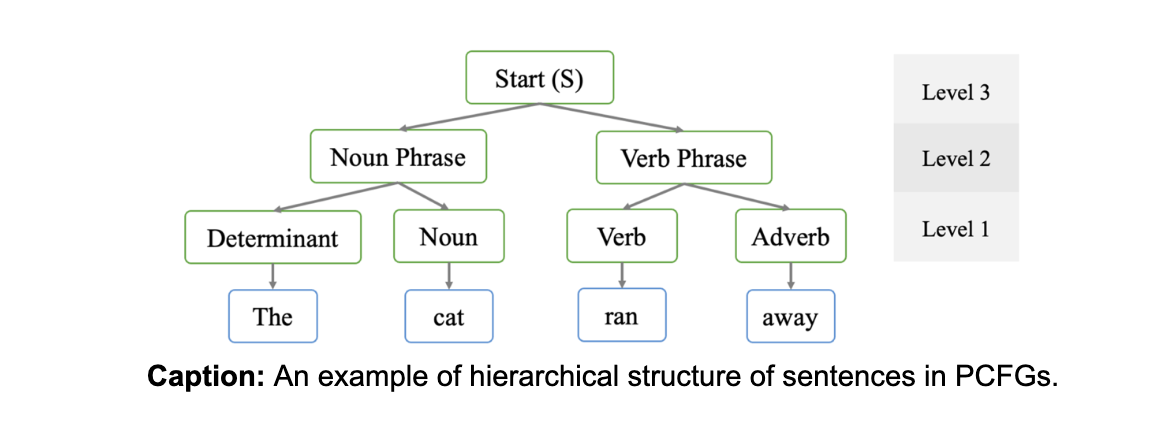 Start (S)
Level 3
Noun Phrase
Verb Phrase
Level 2
Determinant
Noun
Verb
Adverb
Level 1
The
cat
ran
away
Caption: An example of hierarchical structure of sentences in PCFGs.